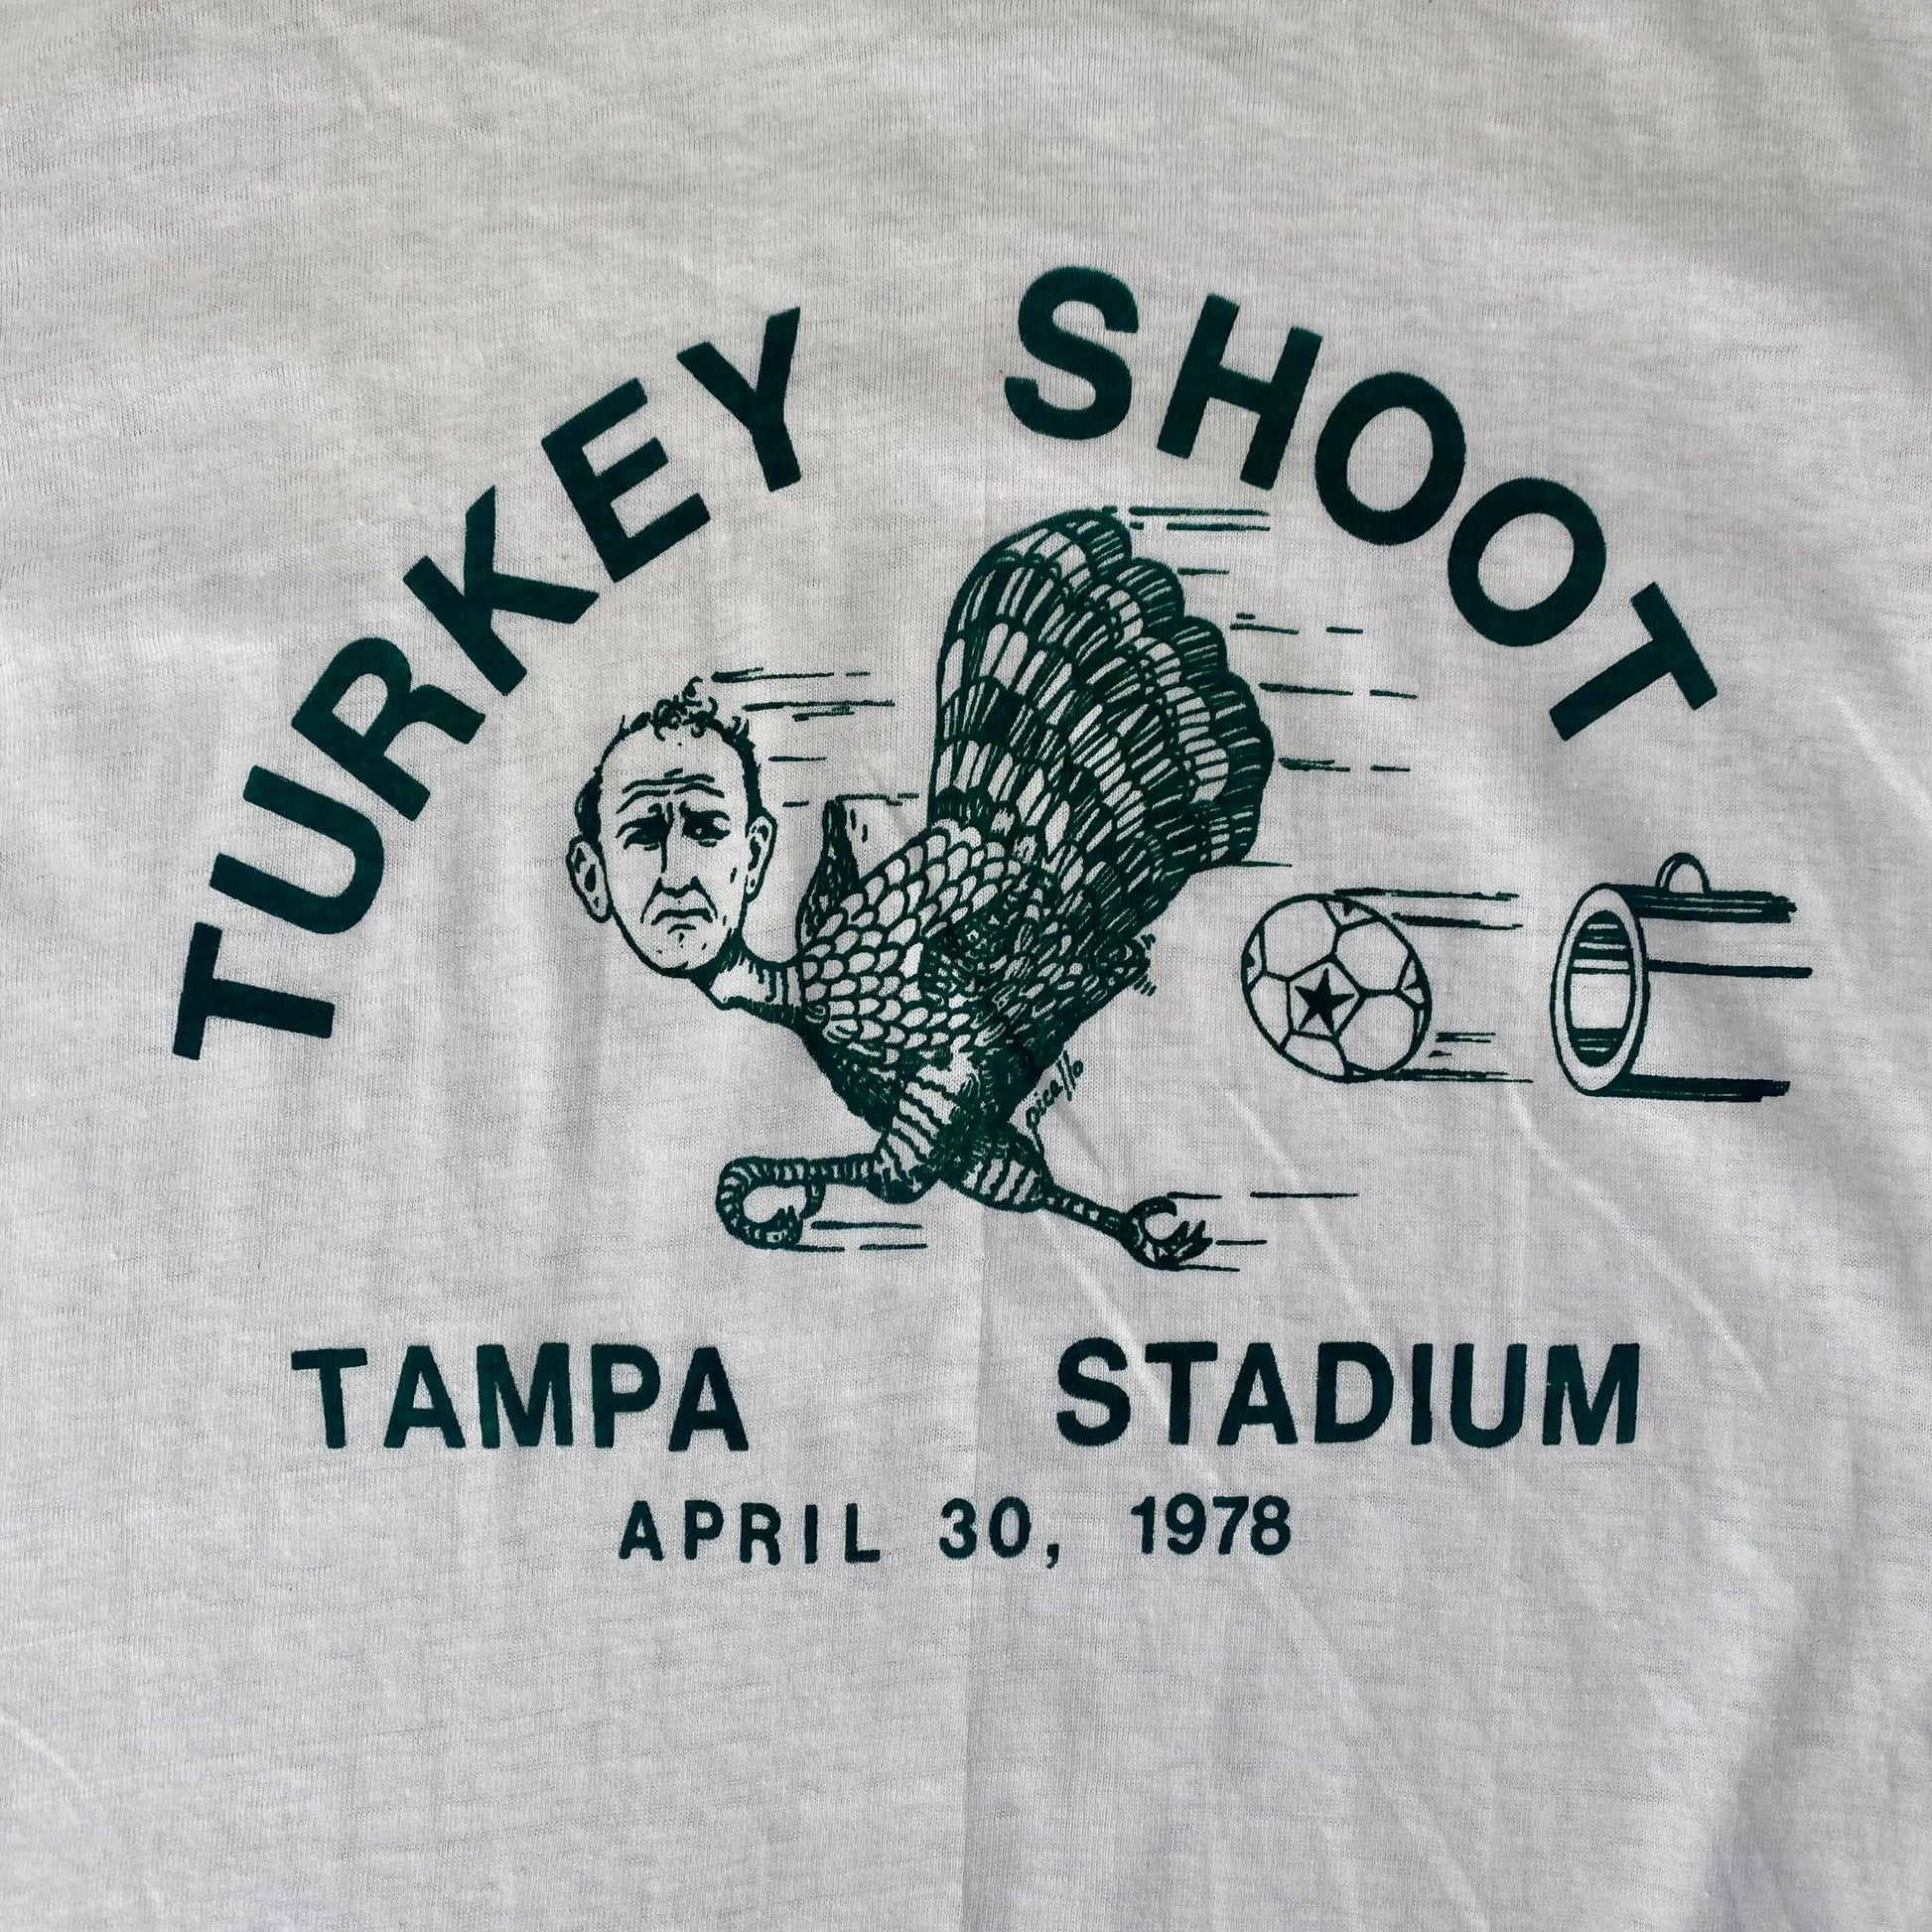 TURKEY SHOOT
TAMPA STADIUM
APRIL 30, 1978